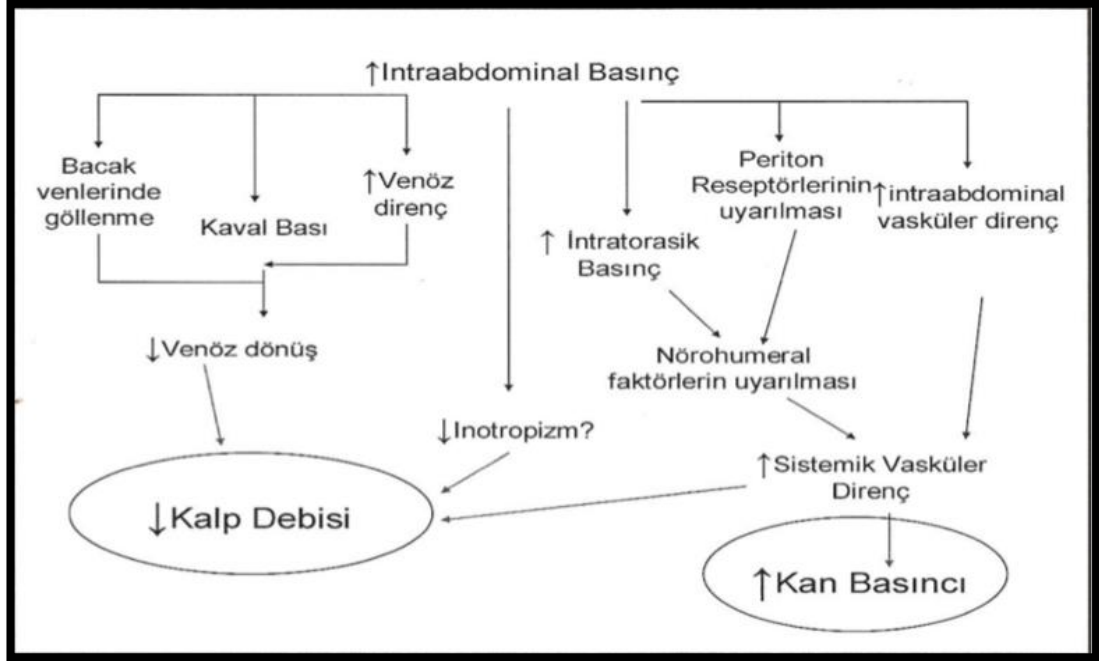 ↑Intraabdominal Basınç
Bacak
venlerinde
göllenme
Kaval Bası
↑Venöz
direnç
↑ İntratorasik
Basınç
Periton
Reseptörlerinin
uyarılması
↑intraabdominal
vasküler direnç
↓Venöz dönüş
Nörohumeral
faktörlerin uyarılması
↓Inotropizm?
↑Sistemik Vasküler
Direnç
↓Kalp Debisi
↑Kan Basıncı